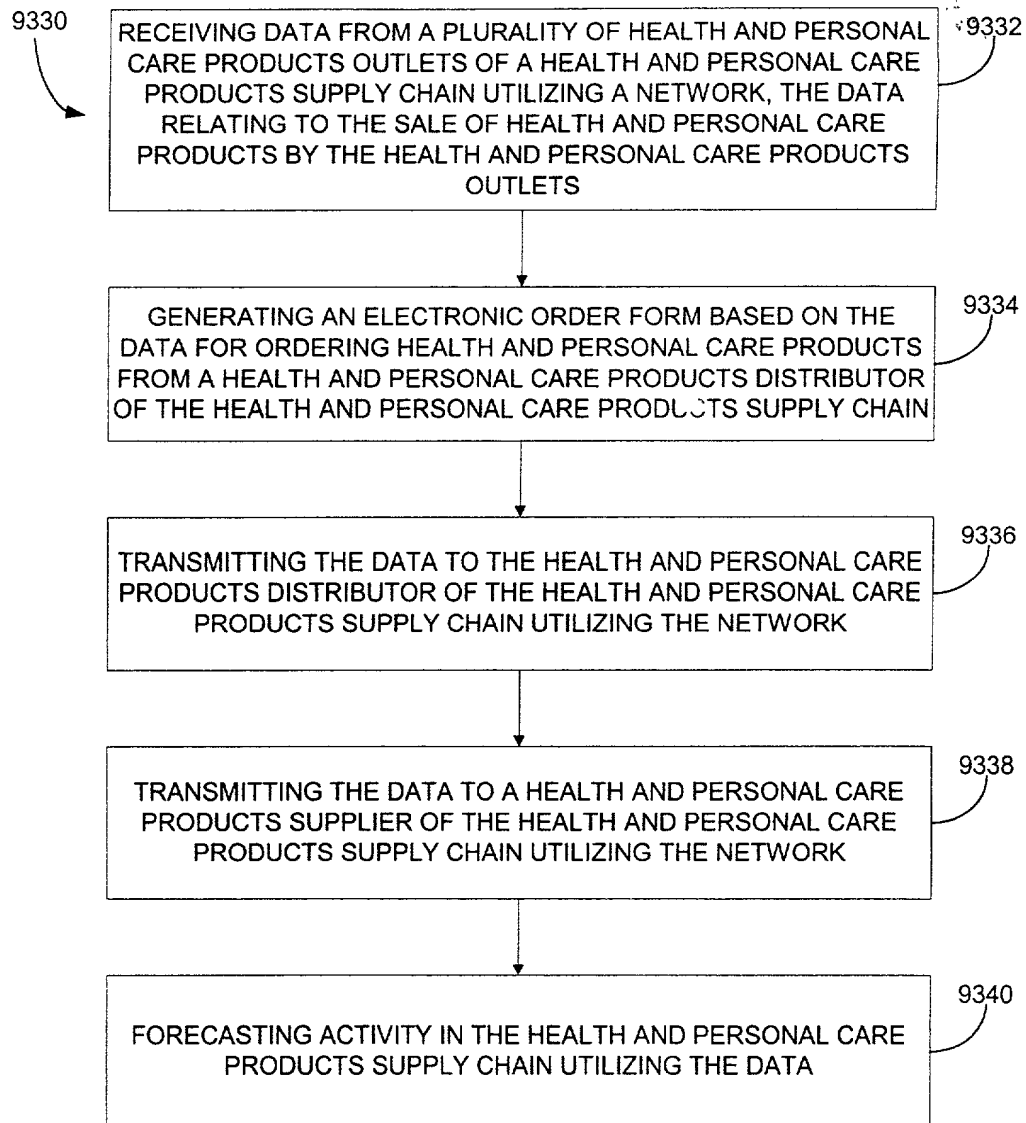 9330
9332
RECEIVING DATA FROM A PLURALITY OF HEALTH AND PERSONAL
CARE PRODUCTS OUTLETS OF A HEALTH AND PERSONAL CARE
PRODUCTS SUPPLY CHAIN UTILIZING A NETWORK, THE DATA
RELATING TO THE SALE OF HEALTH AND PERSONAL CARE
PRODUCTS BY THE HEALTH AND PERSONAL CARE PRODUCTS
OUTLETS
9334
GENERATING AN ELECTRONIC ORDER FORM BASED ON THE
DATA FOR ORDERING HEALTH AND PERSONAL CARE PRODUCTS
FROM A HEALTH AND PERSONAL CARE PRODUCTS DISTRIBUTOR
OF THE HEALTH AND PERSONAL CARE PRODUCTS SUPPLY CHAIN
9336
TRANSMITTING THE DATA TO THE HEALTH AND PERSONAL CARE
PRODUCTS DISTRIBUTOR OF THE HEALTH AND PERSONAL CARE
PRODUCTS SUPPLY CHAIN UTILIZING THE NETWORK
9338
TRANSMITTING THE DATA TO A HEALTH AND PERSONAL CARE
PRODUCTS SUPPLIER OF THE HEALTH AND PERSONAL CARE
PRODUCTS SUPPLY CHAIN UTILIZING THE NETWORK
9340
FORECASTING ACTIVITY IN THE HEALTH AND PERSONAL CARE
PRODUCTS SUPPLY CHAIN UTILIZING THE DATA